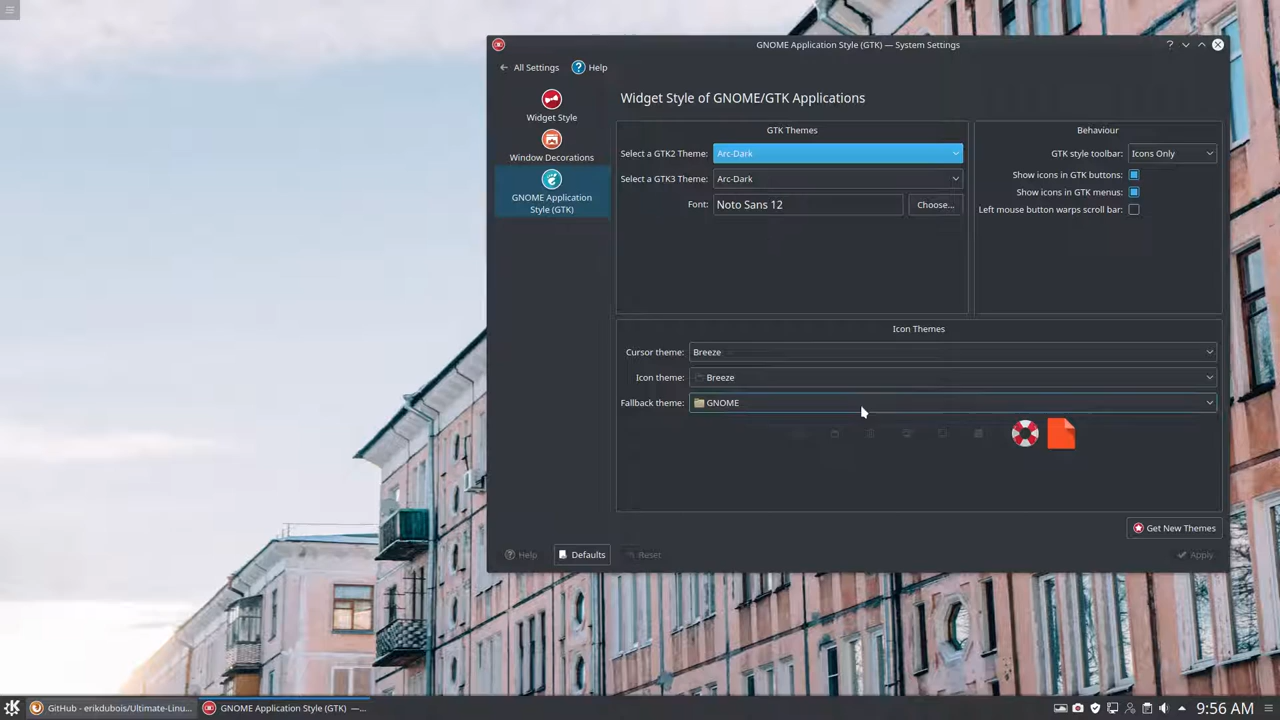 GNOME Application Style (GTK) — System Settings
All Settings
Help
Widget Style
Window Decorations
GNOME Application
Style (GTK)
Widget Style of GNOME/GTK Applications
GTK Themes
Select a GTK2 Theme: Arc-Dark
Select a GTK3 Theme: Arc-Dark
Font: Noto Sans 12
Choose...
Behaviour
GTK style toolbar: Icons Only
Show icons in GTK buttons:
Show icons in GTK menus:
Left mouse button warps scroll bar:
Icon Themes
Cursor theme: Breeze
Icon theme: Breeze
Fallback theme: GNOME
Get New Themes
Help
Defaults
Reset
Apply
GitHub - erikdubois/Ultimate-Linu...
GNOME Application Style (GTK) —...
9:56 AM